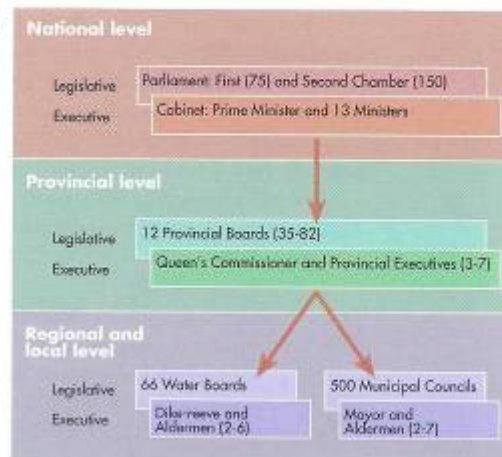 National level
Legislative Parliament: First (75) and Second Chamber (150)
Executive Cabinet: Prime Minister and 13 Ministers
Provincial level
Legislative 12 Provincial Boards (35-82)
Executive Queen's Commissioner and Provincial Executives (3-7)
Regional and
local level
Legislative 66 Water Boards 500 Municipal Councils
Executive Dike-reeve and Mayor and
Aldermen (2-6) Aldermen (2-7)